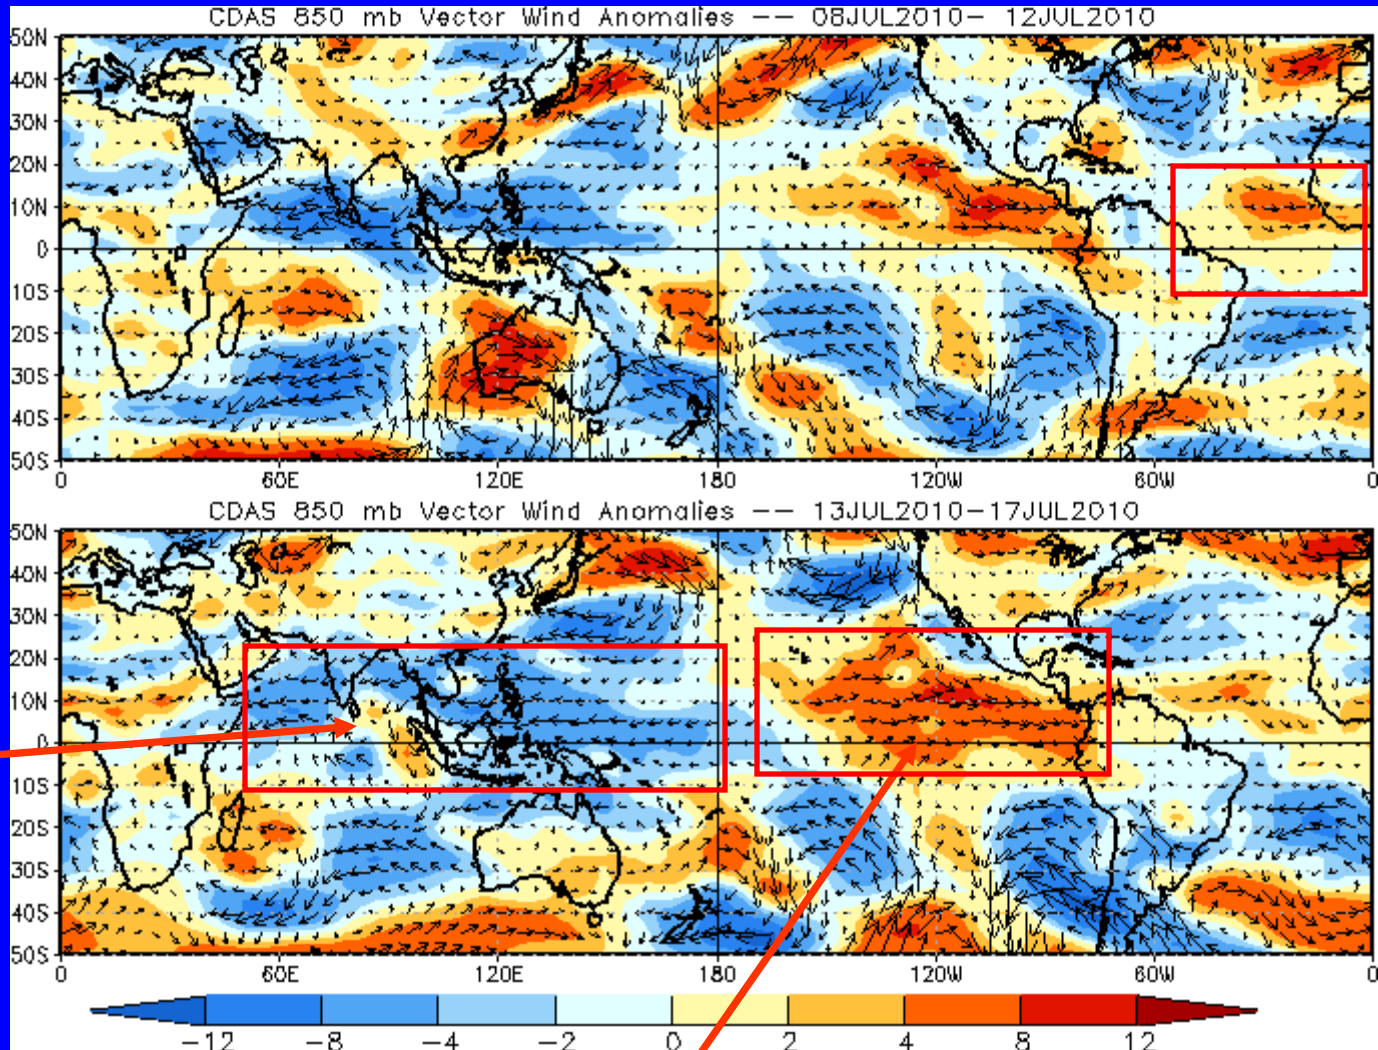 CDAS 850 mb Vector Wind Anomalies -- 08JUL2010- 12JUL2010
50N
40N
30N
20N
10N
0
10S
20S
30S
40S
50S
0 60E 120E 180 120W 60W 0
CDAS 850 mb Vector Wind Anomalies -- 13JUL2010-17JUL2010
50N
40N
30N
20N
10N
0
10S
20S
30S
40S
50S
0 60E 120E 180 120W 60W 0
-12 -8 -4 -2 0 2 4 8 12